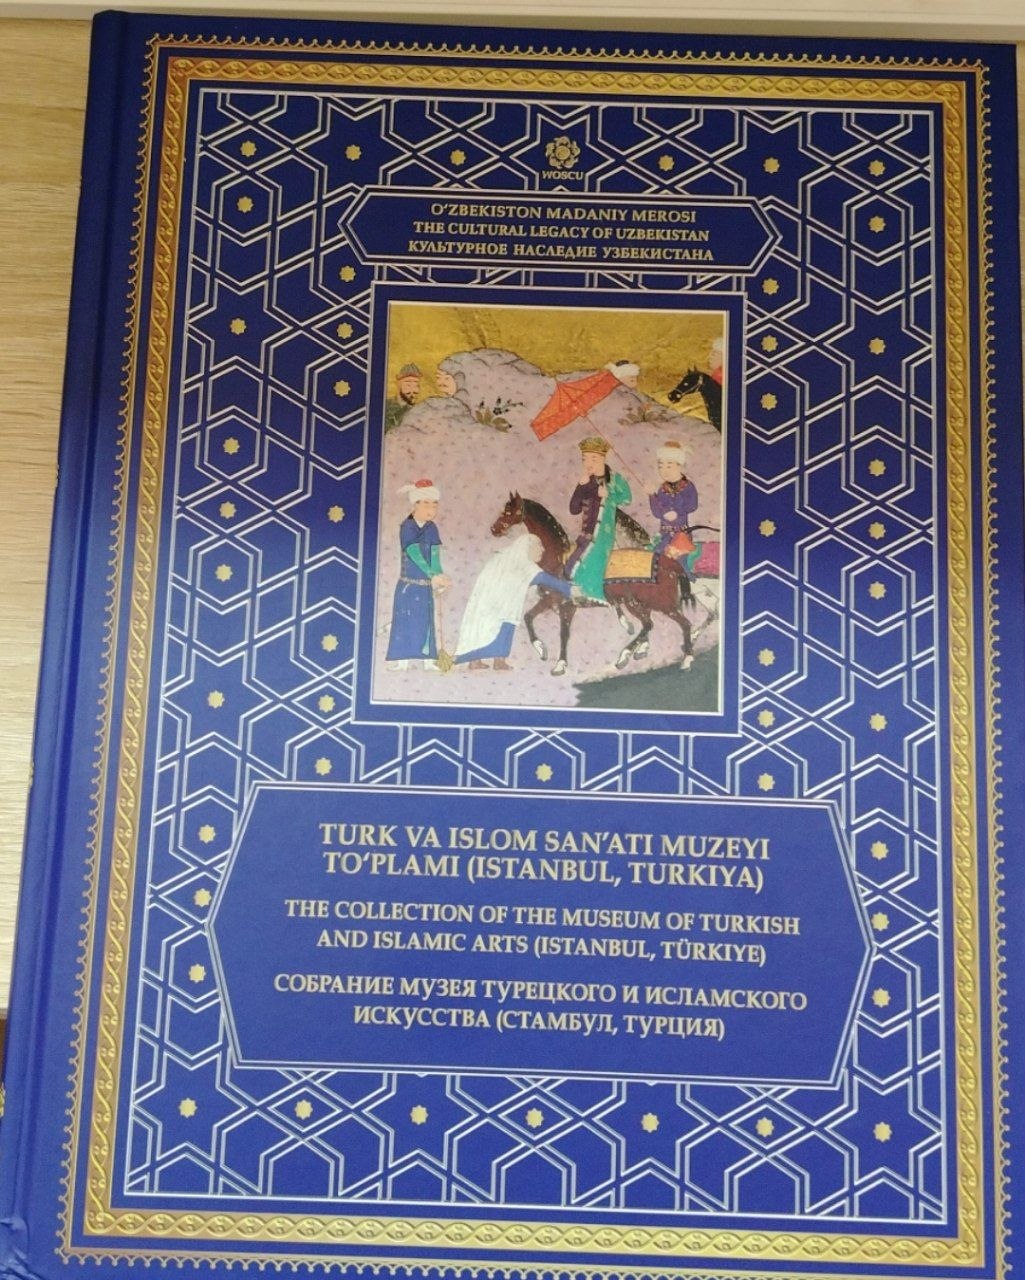 WOSCU
O‘ZBEKISTON MADANIY MEROSI
THE CULTURAL LEGACY OF UZBEKISTAN
КУЛЬТУРНОЕ НАСЛЕДИЕ УЗБЕКИСТАНА
TURK VA ISLOM SAN’ATI MUZEYI
TO‘PLAMI (ISTANBUL, TURKIYA)
THE COLLECTION OF THE MUSEUM OF TURKISH
AND ISLAMIC ARTS (ISTANBUL, TÜRKIYE)
СОБРАНИЕ МУЗЕЯ ТУРЕЦКОГО И ИСЛАМСКОГО
ИСКУССТВА (СТАМБУЛ, ТУРЦИЯ)